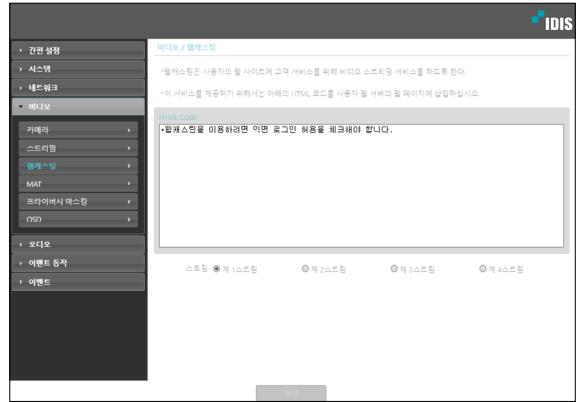 IDIS
간편 설정
시스템
네트워크
비디오
카메라
스트리밍
웹캐스팅
MAT
프라이버시 마스킹
OSD
오디오
이벤트 동작
이벤트
비디오 / 웹캐스팅
*웹캐스팅은 사용자의 웹 사이트에 고객 서비스를 위해 비디오 스트리밍 서비스를 하도록 한다.
*이 서비스를 제공하기 위해서는 아래의 HTML 코드를 사용자 웹 서버의 웹 페이지에 삽입하십시오.
HTML Code
*웹캐스팅을 이용하려면 익명 로그인 허용을 체크해야 합니다.
스트림 제 1스트림 제 2스트림 제 3스트림 제 4스트림
저장